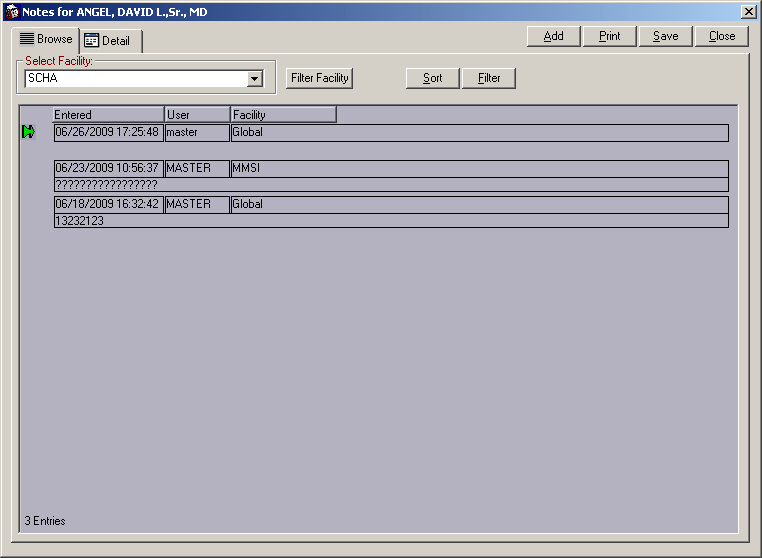 Notes for ANGEL, DAVID L.,Sr., MD
Browse Detail Add Print Save Close
Select Facility:
SCHA Filter Facility Sort Filter
Entered User Facility
06/26/2009 17:25:48 master Global
06/23/2009 10:56:37 MASTER MMSI
?????????????????
06/18/2009 16:32:42 MASTER Global
13232123
3 Entries